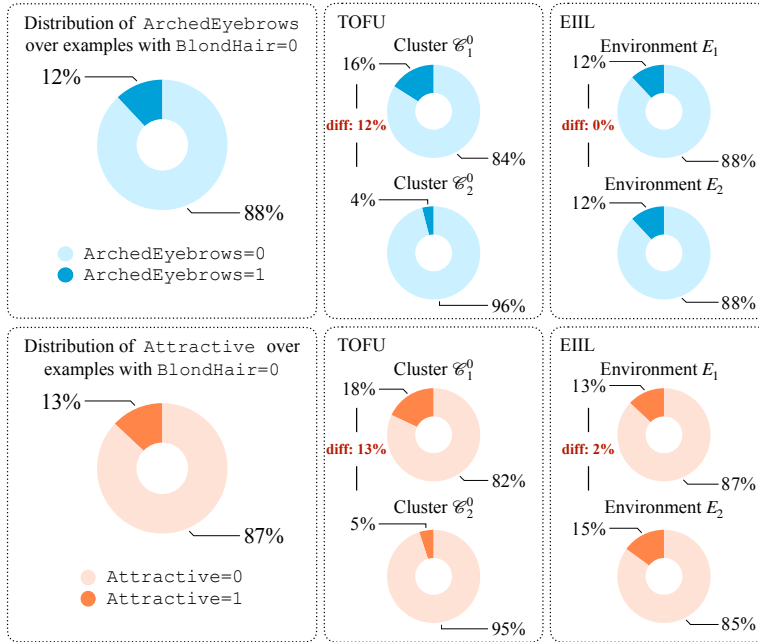 Distribution of ArchedEyebrows
over examples with BlondHair=0
12%
88%
ArchedEyebrows=0
ArchedEyebrows=1
TOFU
Cluster 𝒞₁⁰
16%
diff: 12%
84%
Cluster 𝒞₂⁰
4%
96%
EIIL
Environment E₁
12%
diff: 0%
88%
Environment E₂
12%
88%
Distribution of Attractive over
examples with BlondHair=0
13%
87%
Attractive=0
Attractive=1
TOFU
Cluster 𝒞₁⁰
18%
diff: 13%
82%
Cluster 𝒞₂⁰
5%
95%
EIIL
Environment E₁
13%
diff: 2%
87%
Environment E₂
15%
85%